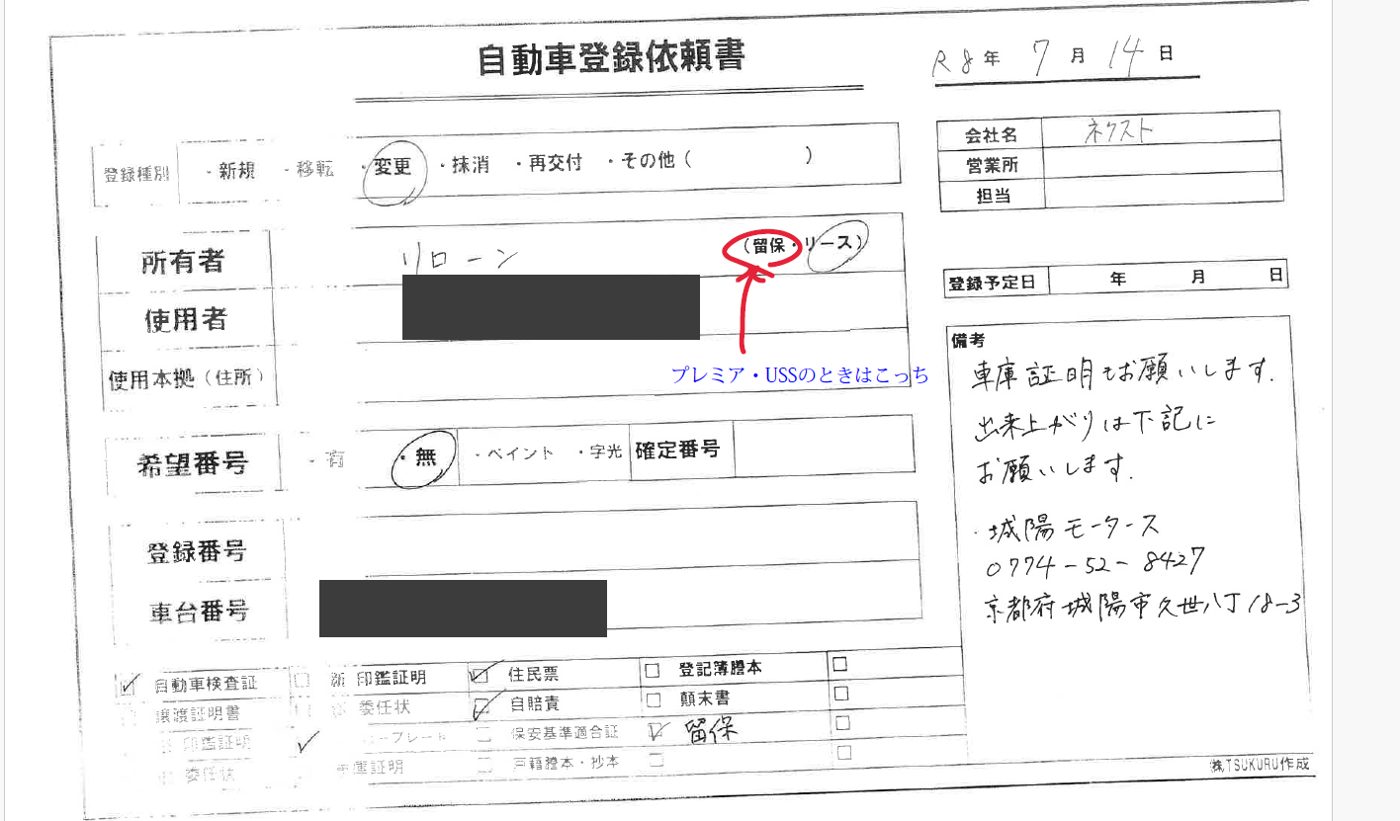 自動車登録依頼書
R8年 7月 14日
登録種別 ・新規 ・移転 ・変更 ・抹消 ・再交付 ・その他( )
会社名 ネクスト
営業所
担当
所有者 リローン (留保・リース)
使用者
使用本拠(住所)
プレミア・USSのときはこっち
登録予定日 年 月 日
希望番号 ・有 ・無 ・ペイント ・字光 確定番号
登録番号
車台番号
備考
車庫証明もお願いします.
出来上がりは下記に
お願いします.
・城陽モータース
0774-52-8427
京都府城陽市久世八丁18-3
自動車検査証 新 印鑑証明 住民票 登記簿謄本
譲渡証明書 委任状 自賠責 顛末書
印鑑証明 保安基準適合証 留保
委任状 庫証明 戸籍謄本・抄本
㈱TSUKURU作成